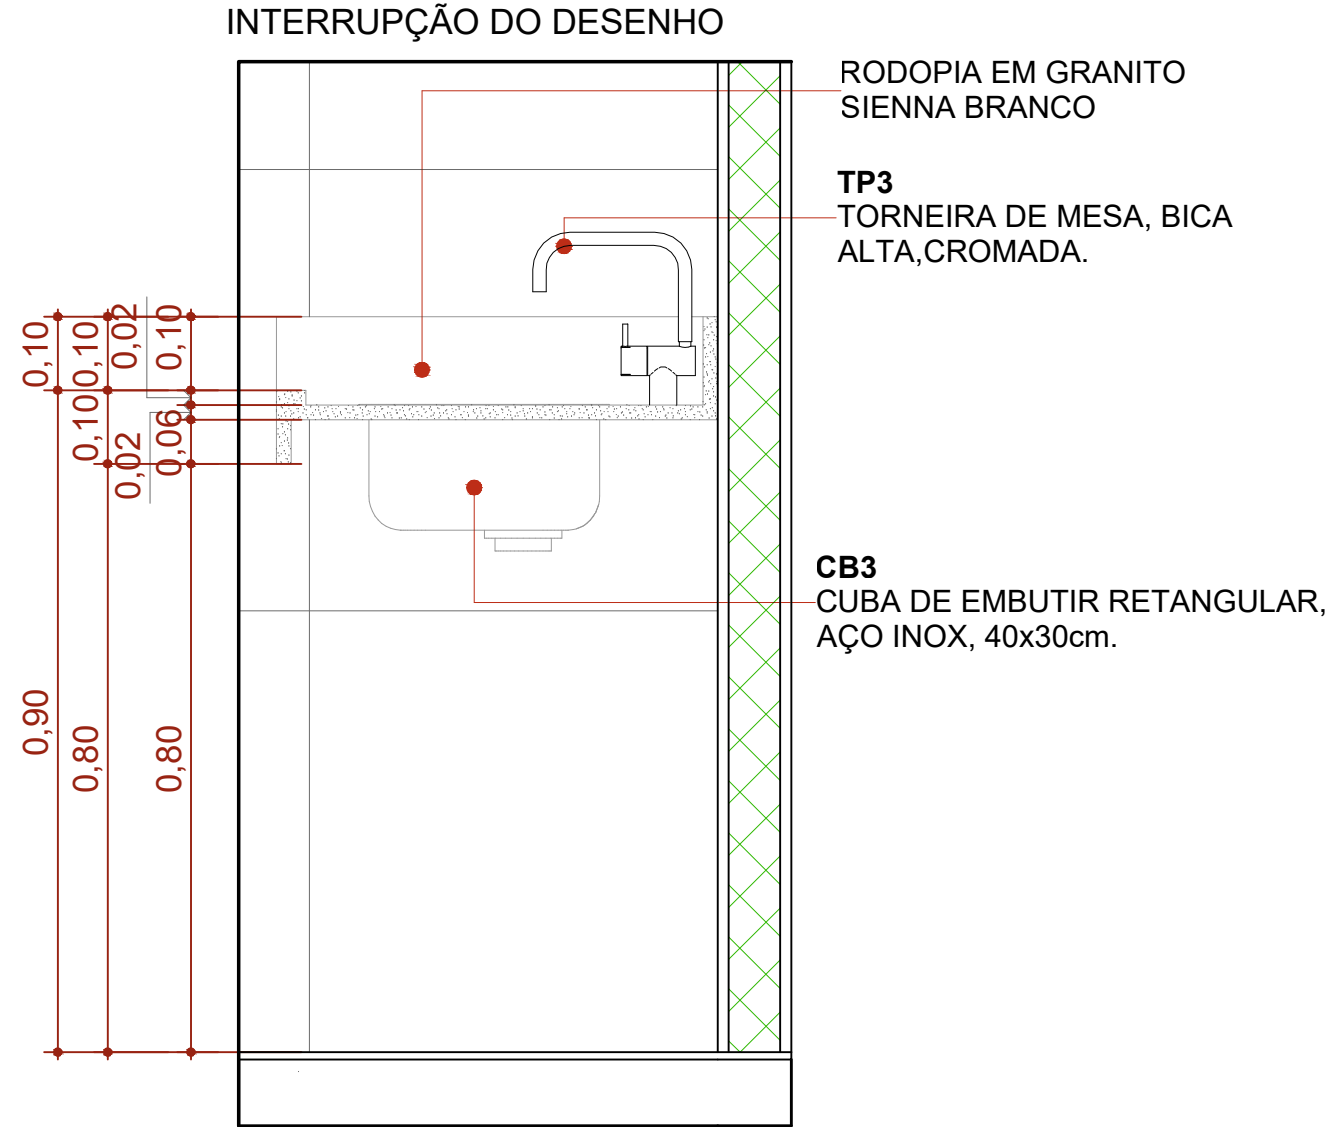 INTERRUPÇÃO DO DESENHO
RODOPIA EM GRANITO
SIENNA BRANCO
TP3
TORNEIRA DE MESA, BICA
ALTA,CROMADA.
0,10
0,10
0,02
0,10
0,10
0,02
0,06
CB3
CUBA DE EMBUTIR RETANGULAR,
AÇO INOX, 40x30cm.
0,90
0,80
0,80